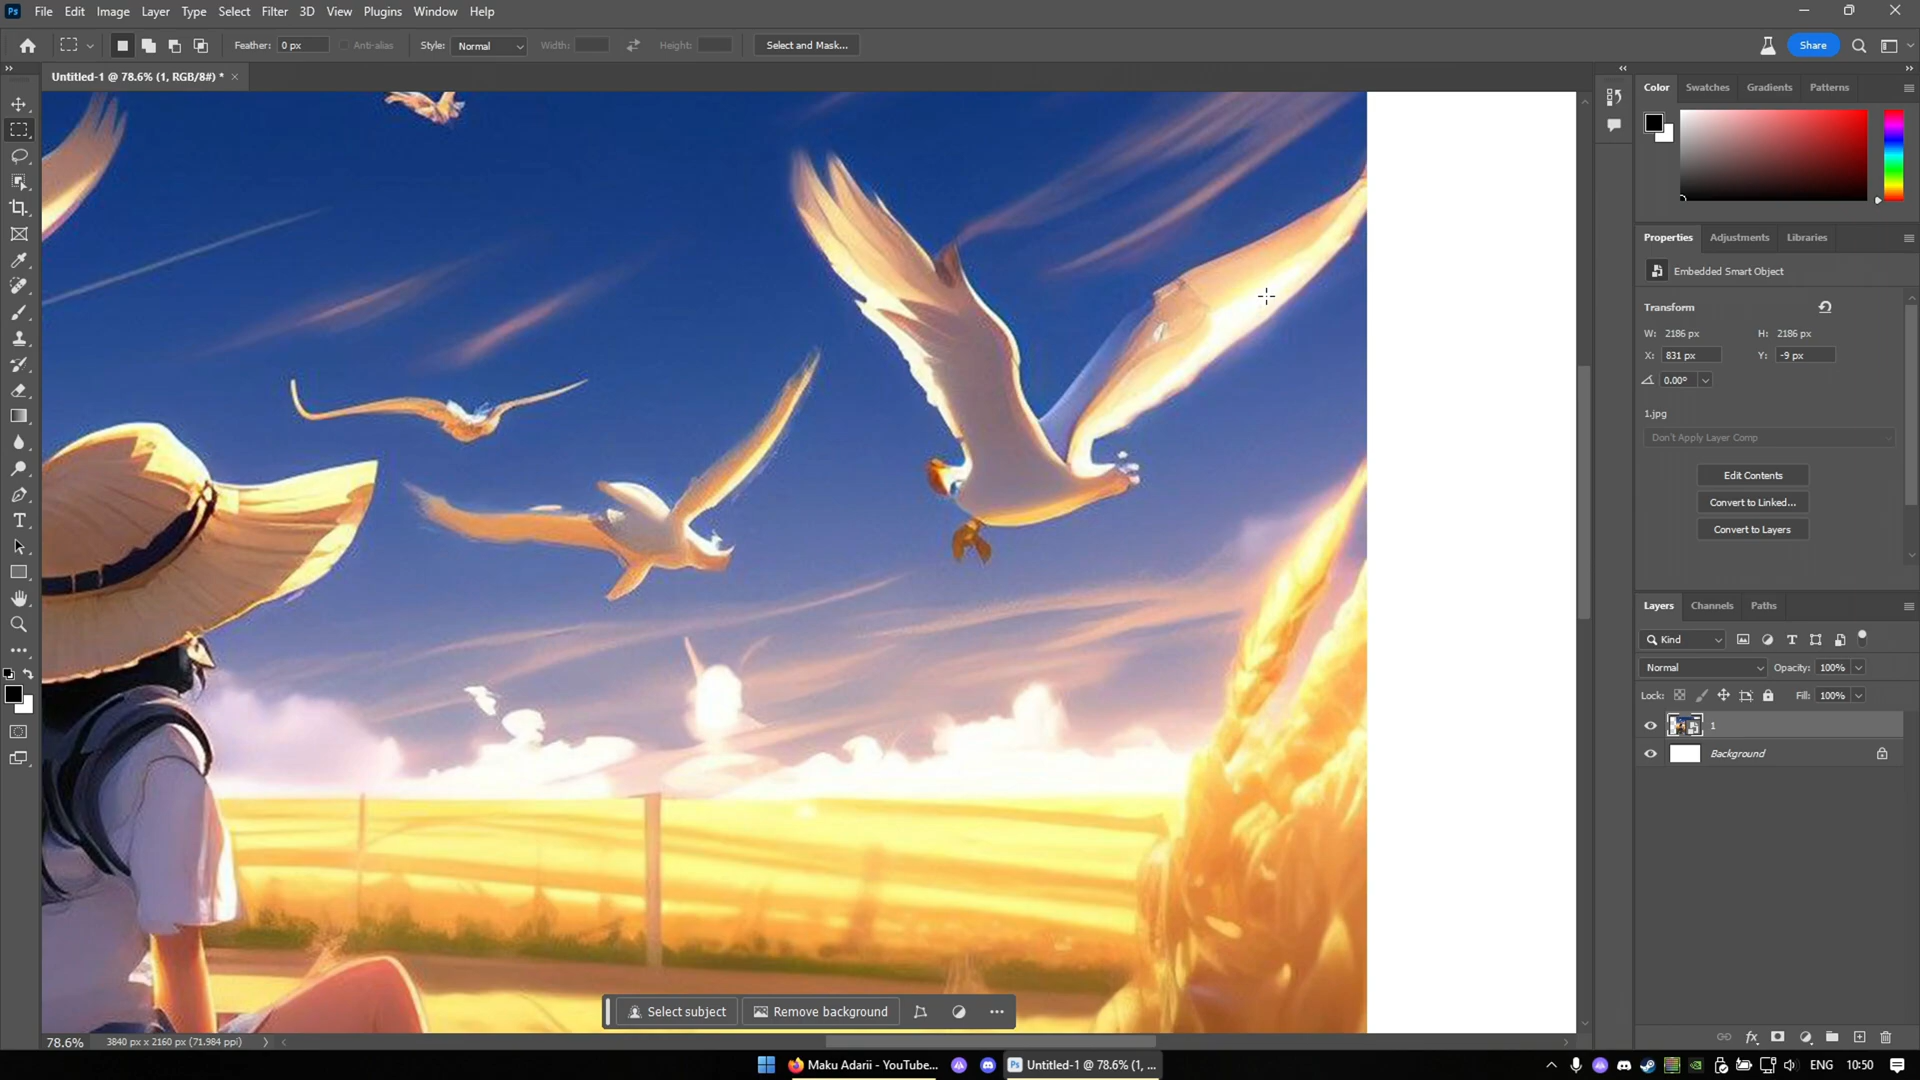 Ps File Edit Image Layer Type Select Filter 3D View Plugins Window Help
Feather: 0 px Anti-alias Style: Normal Width: Height: Select and Mask... Share
Untitled-1 @ 78.6% (1, RGB/8#) *
Color Swatches Gradients Patterns
Properties Adjustments Libraries
Embedded Smart Object
Transform
W: 2186 px H: 2186 px
X: 831 px Y: -9 px
0.00°
1.jpg
Don't Apply Layer Comp
Edit Contents
Convert to Linked...
Convert to Layers
Layers Channels Paths
Kind
Normal Opacity: 100%
Lock: Fill: 100%
1
Background
Select subject Remove background
78.6% 3840 px x 2160 px (71.984 ppi)
Maku Adarii - YouTube... Ps Untitled-1 @ 78.6% (1, ... ENG 10:50